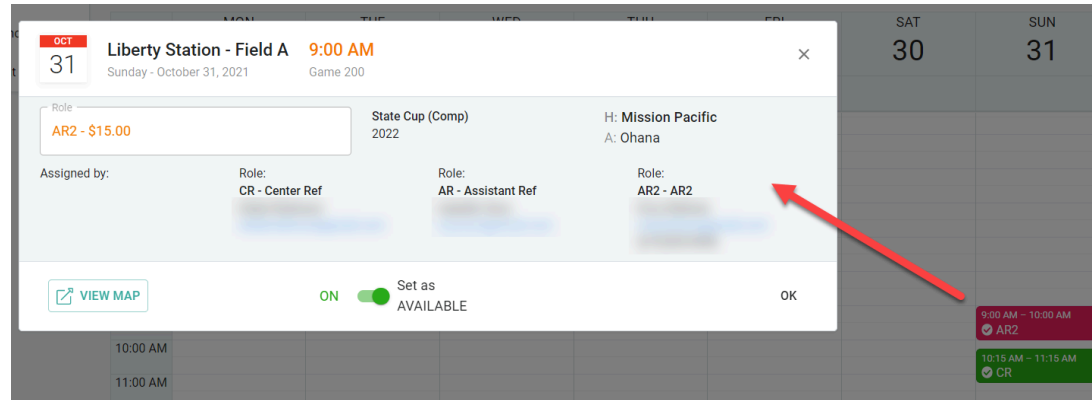 MON
TUE
WED
THU
FRI
SAT
SUN
30
31
OCT
31
Liberty Station - Field A
9:00 AM
Sunday - October 31, 2021
Game 200
Role
AR2 - $15.00
State Cup (Comp)
2022
H: Mission Pacific
A: Ohana
Assigned by:
Role:
CR - Center Ref
Role:
AR - Assistant Ref
Role:
AR2 - AR2
VIEW MAP
ON
Set as
AVAILABLE
OK
9:00 AM – 10:00 AM
AR2
10:15 AM – 11:15 AM
CR
10:00 AM
11:00 AM